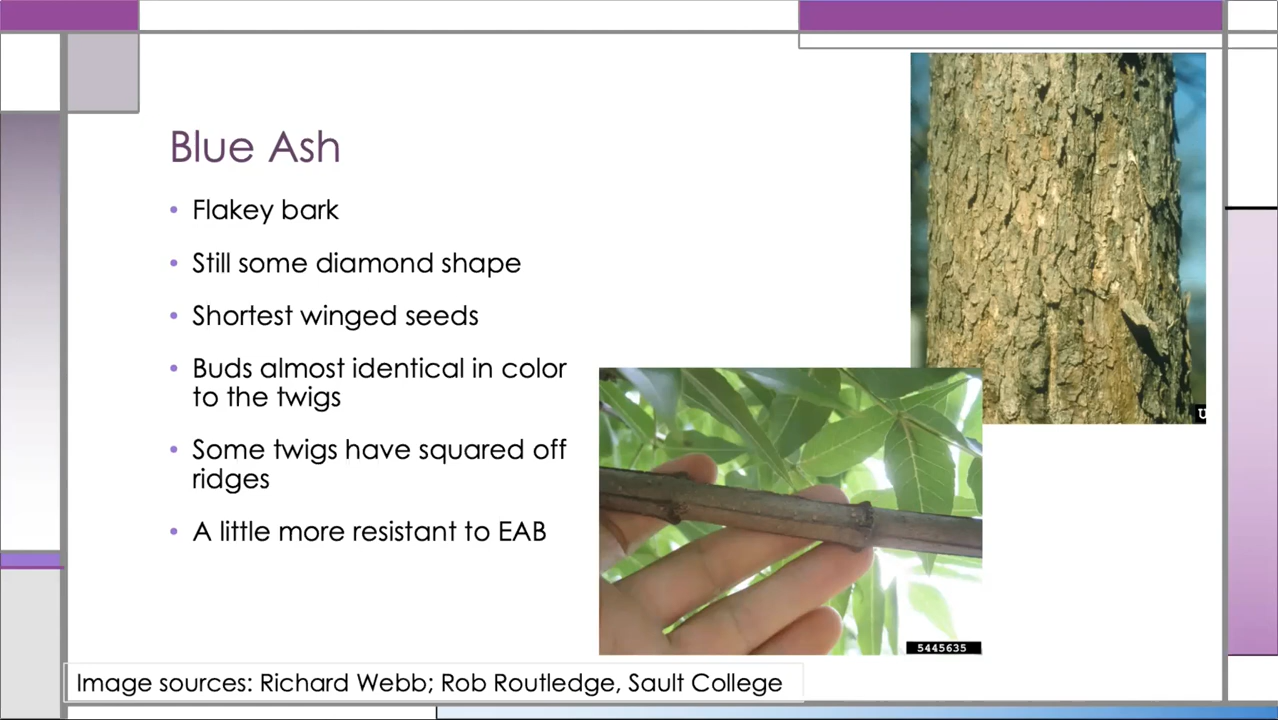 Blue Ash
• Flakey bark
• Still some diamond shape
• Shortest winged seeds
• Buds almost identical in color
to the twigs
• Some twigs have squared off
ridges
• A little more resistant to EAB
5445635
Image sources: Richard Webb; Rob Routledge, Sault College